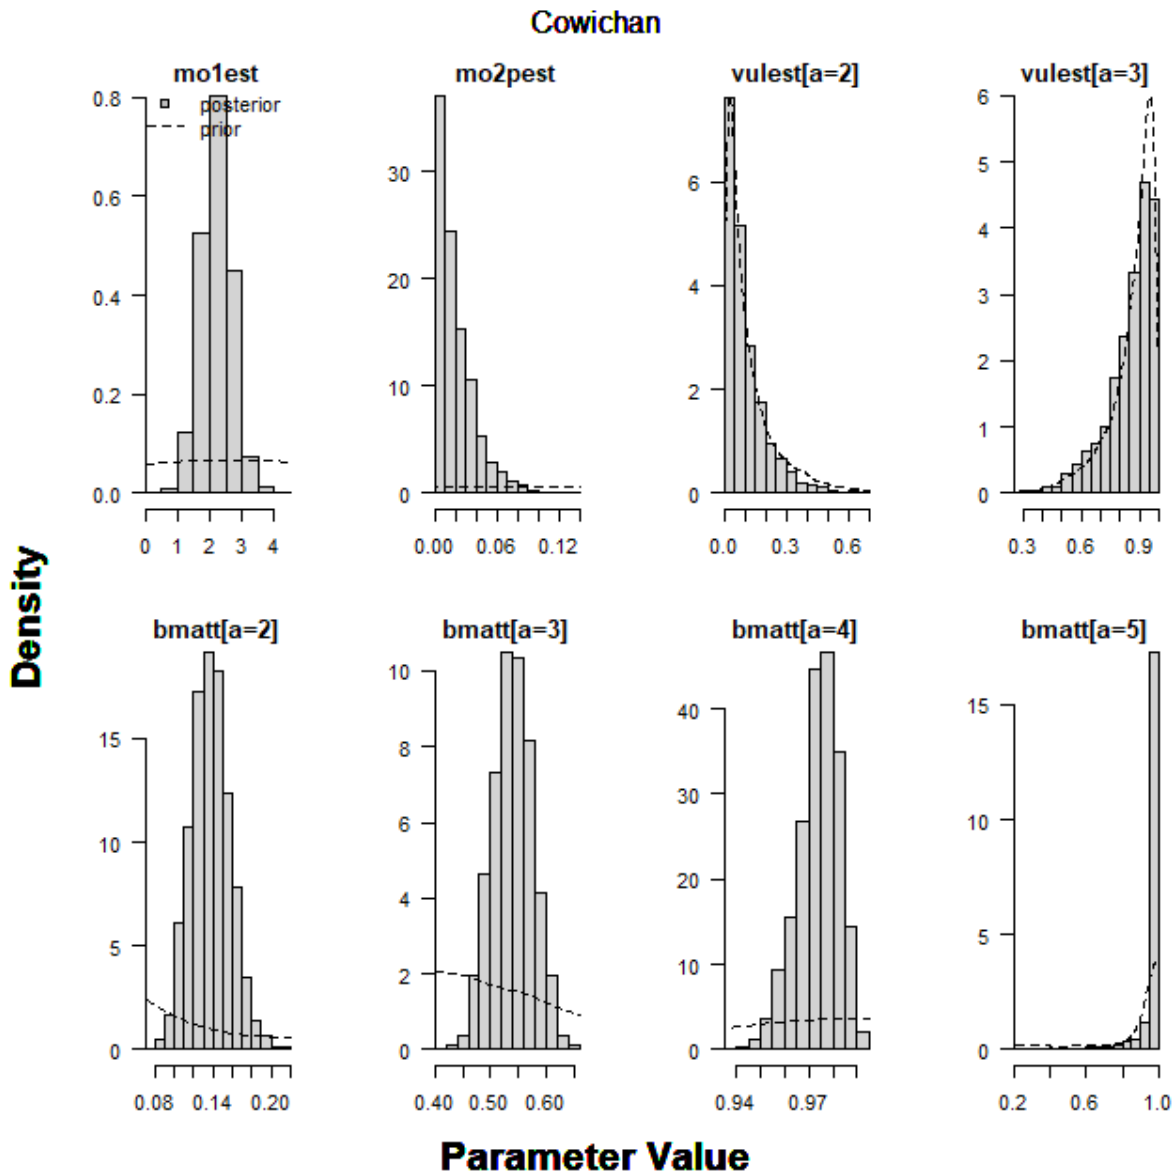 Cowichan
mo1est
mo2pest
vulest[a=2]
vulest[a=3]
posterior
prior
0.8
0.6
0.4
0.2
0.0
0 1 2 3 4
30
20
10
0
0.00 0.06 0.12
6
4
2
0
0.0 0.3 0.6
6
5
4
3
2
1
0
0.3 0.6 0.9
Density
bmatt[a=2]
bmatt[a=3]
bmatt[a=4]
bmatt[a=5]
15
10
5
0
0.08 0.14 0.20
10
8
6
4
2
0
0.40 0.50 0.60
40
30
20
10
0
0.94 0.97
15
10
5
0
0.2 0.6 1.0
Parameter Value